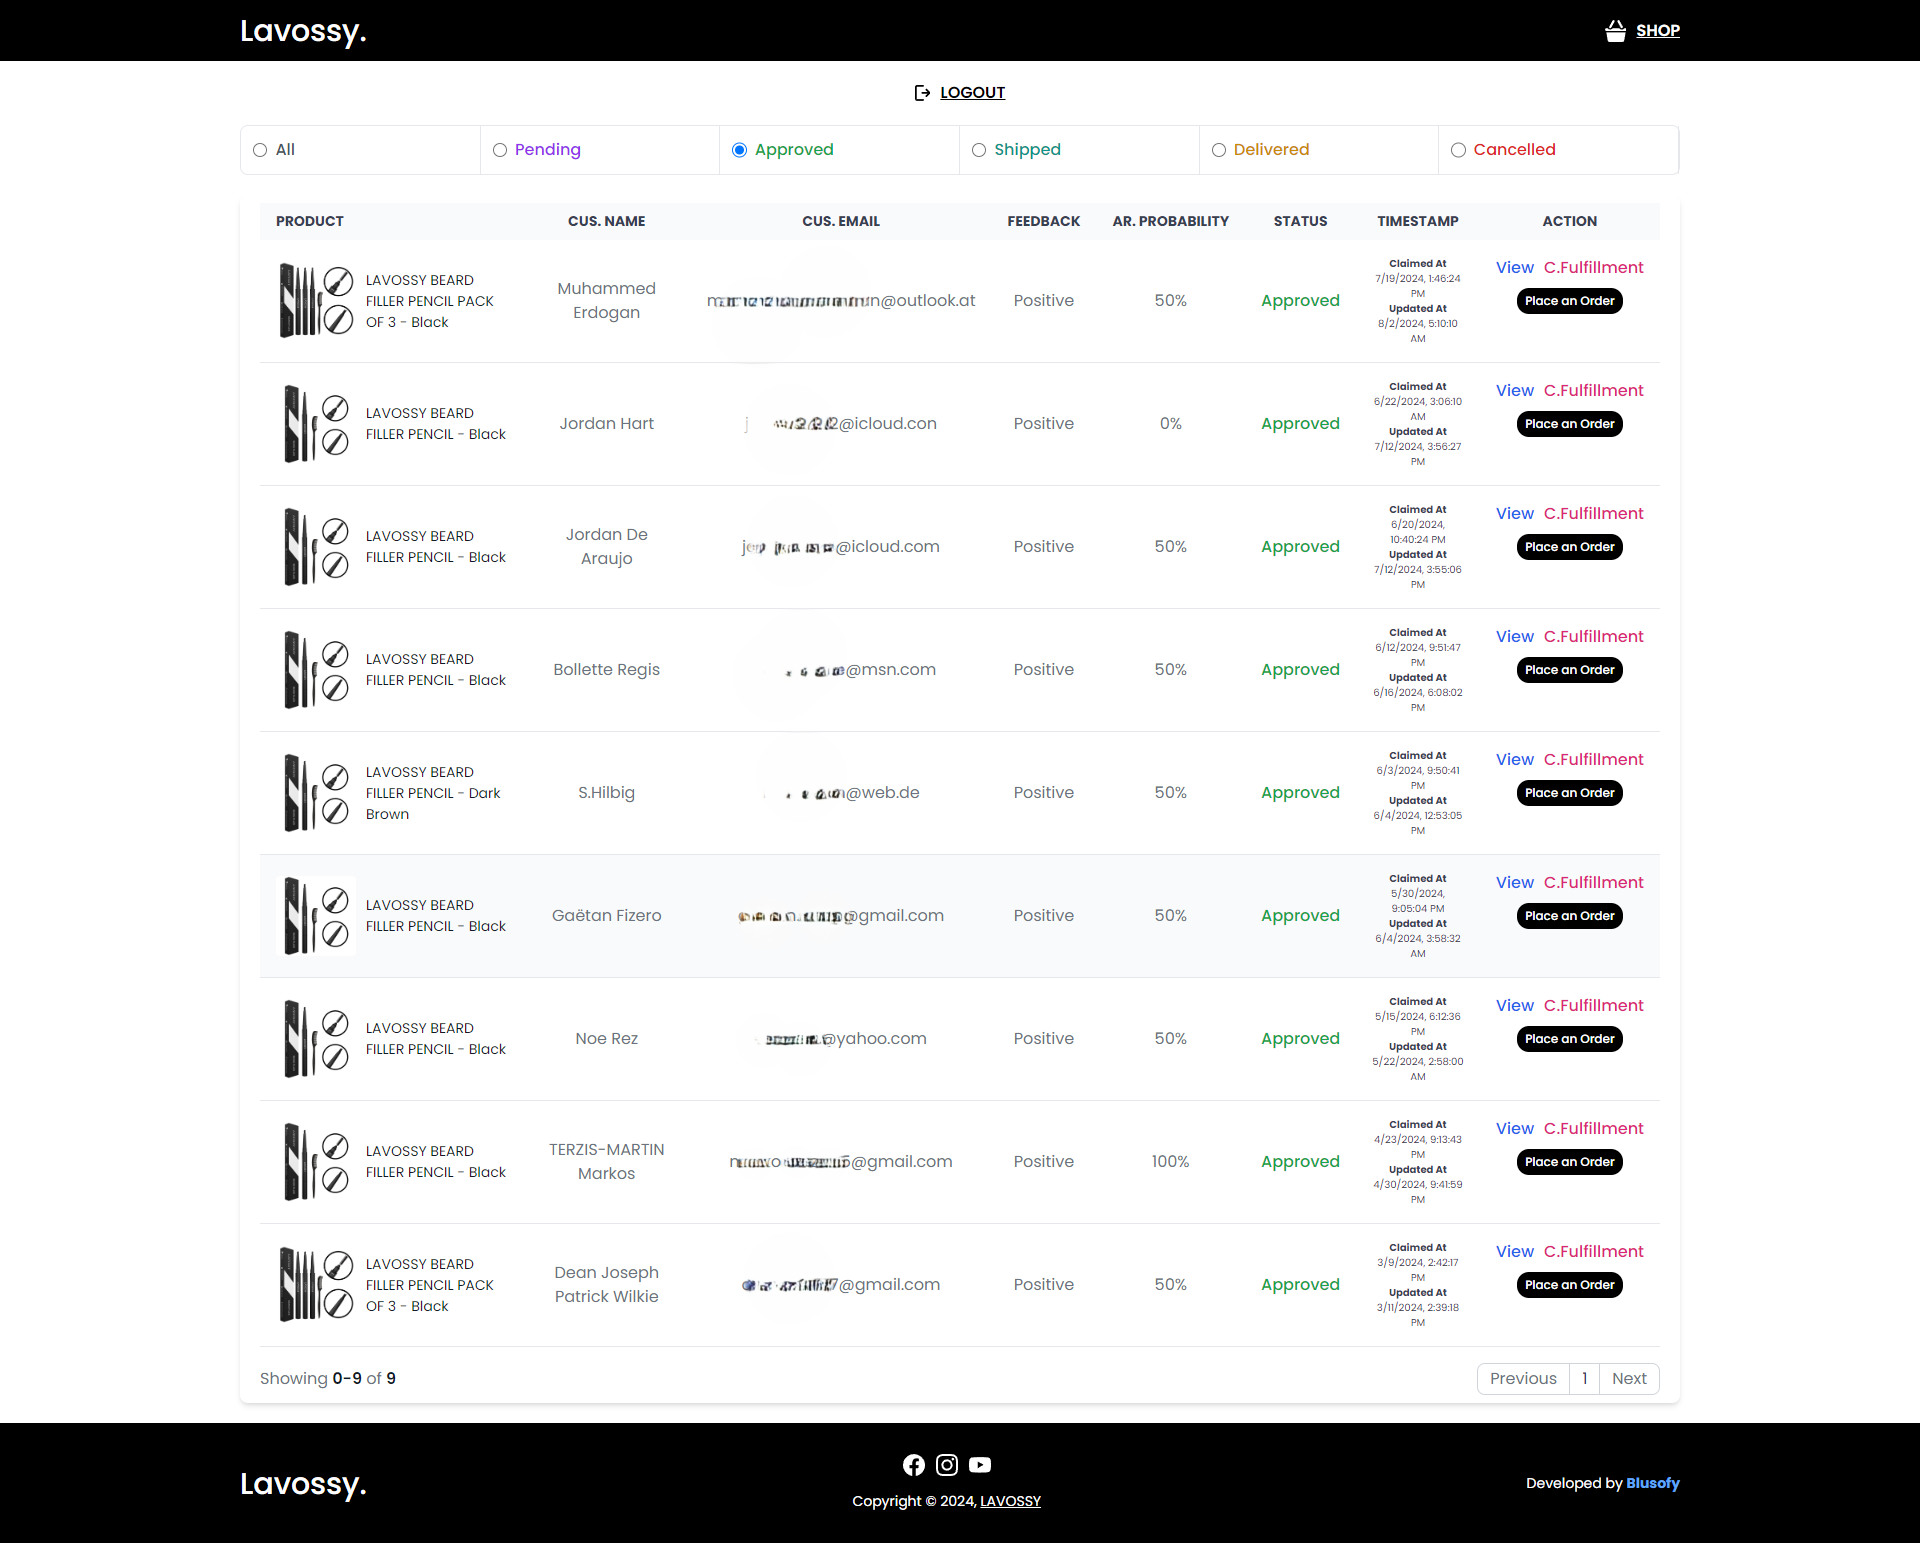 Lavossy.
SHOP
LOGOUT
All
Pending
Approved
Shipped
Delivered
Cancelled
PRODUCT CUS. NAME CUS. EMAIL FEEDBACK AR. PROBABILITY STATUS TIMESTAMP ACTION
LAVOSSY BEARD
FILLER PENCIL PACK
OF 3 - Black
Muhammed
Erdogan
@outlook.at
Positive
50%
Approved
Claimed At
7/19/2024, 1:46:24
PM
Updated At
8/2/2024, 5:10:10
AM
View C.Fulfillment
Place an Order
LAVOSSY BEARD
FILLER PENCIL - Black
Jordan Hart
@icloud.con
Positive
0%
Approved
Claimed At
6/22/2024, 3:06:10
AM
Updated At
7/12/2024, 3:56:27
PM
View C.Fulfillment
Place an Order
LAVOSSY BEARD
FILLER PENCIL - Black
Jordan De
Araujo
@icloud.com
Positive
50%
Approved
Claimed At
6/20/2024,
10:40:24 PM
Updated At
7/12/2024, 3:55:06
PM
View C.Fulfillment
Place an Order
LAVOSSY BEARD
FILLER PENCIL - Black
Bollette Regis
@msn.com
Positive
50%
Approved
Claimed At
6/12/2024, 9:51:47
PM
Updated At
6/16/2024, 6:08:02
PM
View C.Fulfillment
Place an Order
LAVOSSY BEARD
FILLER PENCIL - Dark
Brown
S.Hilbig
@web.de
Positive
50%
Approved
Claimed At
6/3/2024, 9:50:41
PM
Updated At
6/4/2024, 12:53:05
PM
View C.Fulfillment
Place an Order
LAVOSSY BEARD
FILLER PENCIL - Black
Gaëtan Fizero
@gmail.com
Positive
50%
Approved
Claimed At
5/30/2024,
9:05:04 PM
Updated At
6/4/2024, 3:58:32
AM
View C.Fulfillment
Place an Order
LAVOSSY BEARD
FILLER PENCIL - Black
Noe Rez
@yahoo.com
Positive
50%
Approved
Claimed At
5/15/2024, 6:12:36
PM
Updated At
5/22/2024, 2:58:00
AM
View C.Fulfillment
Place an Order
LAVOSSY BEARD
FILLER PENCIL - Black
TERZIS-MARTIN
Markos
@gmail.com
Positive
100%
Approved
Claimed At
4/23/2024, 9:13:43
PM
Updated At
4/30/2024, 9:41:59
PM
View C.Fulfillment
Place an Order
LAVOSSY BEARD
FILLER PENCIL PACK
OF 3 - Black
Dean Joseph
Patrick Wilkie
@gmail.com
Positive
50%
Approved
Claimed At
3/9/2024, 2:42:17
PM
Updated At
3/11/2024, 2:39:18
PM
View C.Fulfillment
Place an Order
Showing 0-9 of 9
Previous 1 Next
Lavossy.
Copyright © 2024, LAVOSSY
Developed by Blusofy